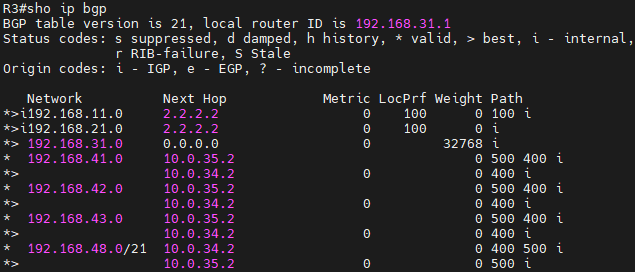 R3#sho ip bgp
BGP table version is 21, local router ID is 192.168.31.1
Status codes: s suppressed, d damped, h history, * valid, > best, i - internal,
              r RIB-failure, S Stale
Origin codes: i - IGP, e - EGP, ? - incomplete

   Network          Next Hop            Metric LocPrf Weight Path
*>i192.168.11.0     2.2.2.2                  0    100      0 100 i
*>i192.168.21.0     2.2.2.2                  0    100      0 i
*> 192.168.31.0     0.0.0.0                  0         32768 i
*  192.168.41.0     10.0.35.2                              0 500 400 i
*>                  10.0.34.2                0             0 400 i
*  192.168.42.0     10.0.35.2                              0 500 400 i
*>                  10.0.34.2                0             0 400 i
*  192.168.43.0     10.0.35.2                              0 500 400 i
*>                  10.0.34.2                0             0 400 i
*  192.168.48.0/21  10.0.34.2                              0 400 500 i
*>                  10.0.35.2                0             0 500 i